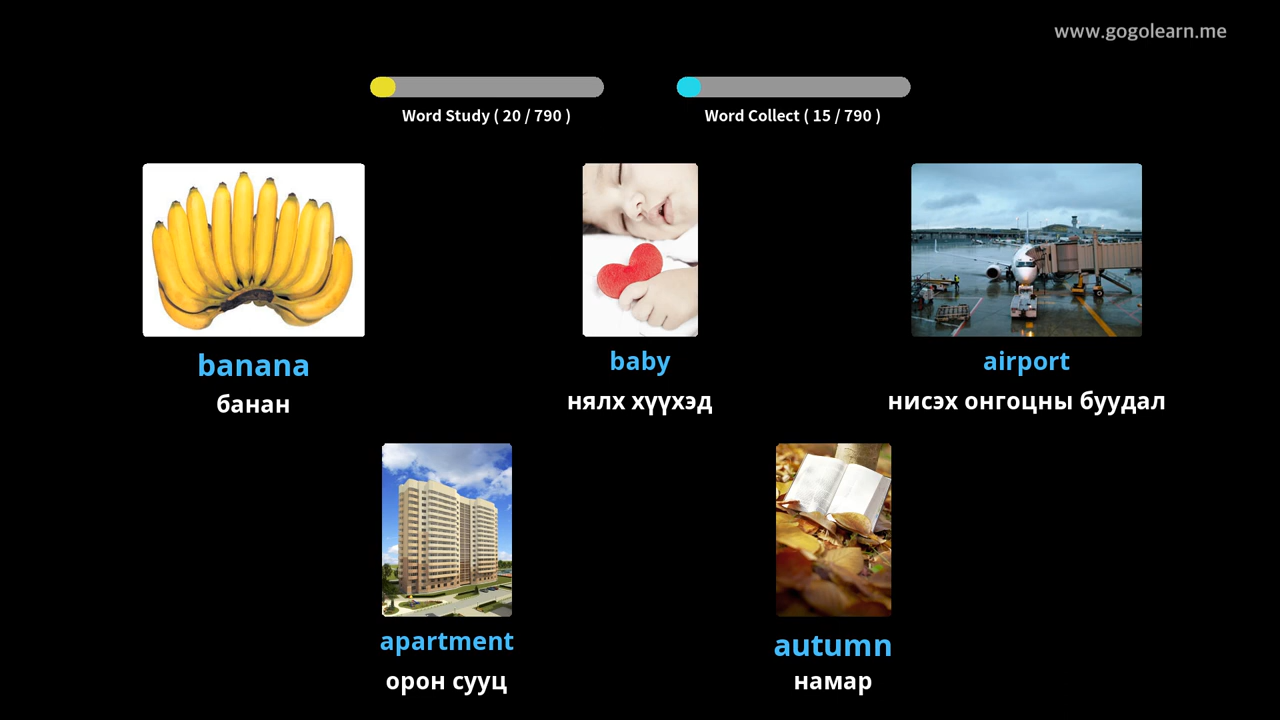 www.gogolearn.me
Word Study ( 20 / 790 )
Word Collect ( 15 / 790 )
banana
банан
baby
нялх хүүхэд
airport
нисэх онгоцны буудал
apartment
орон сууц
autumn
намар